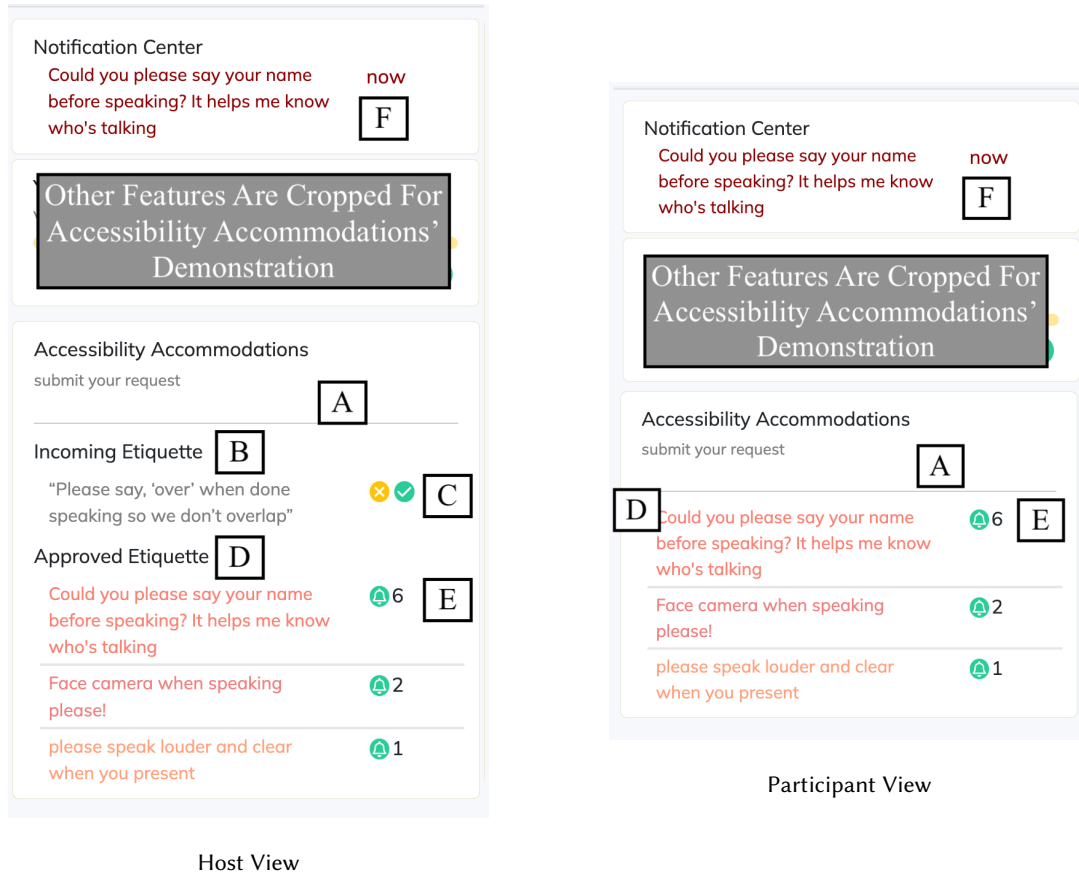 Notification Center
Could you please say your name
before speaking? It helps me know
who's talking
now
F
Other Features Are Cropped For
Accessibility Accommodations’
Demonstration
Accessibility Accommodations
submit your request
A
Incoming Etiquette
B
“Please say, ‘over’ when done
speaking so we don’t overlap”
C
Approved Etiquette
D
Could you please say your name
before speaking? It helps me know
who's talking
6
E
Face camera when speaking
please!
2
please speak louder and clear
when you present
1
Host View
Notification Center
Could you please say your name
before speaking? It helps me know
who's talking
now
F
Other Features Are Cropped For
Accessibility Accommodations’
Demonstration
Accessibility Accommodations
submit your request
A
D
Could you please say your name
before speaking? It helps me know
who's talking
6
E
Face camera when speaking
please!
2
please speak louder and clear
when you present
1
Participant View